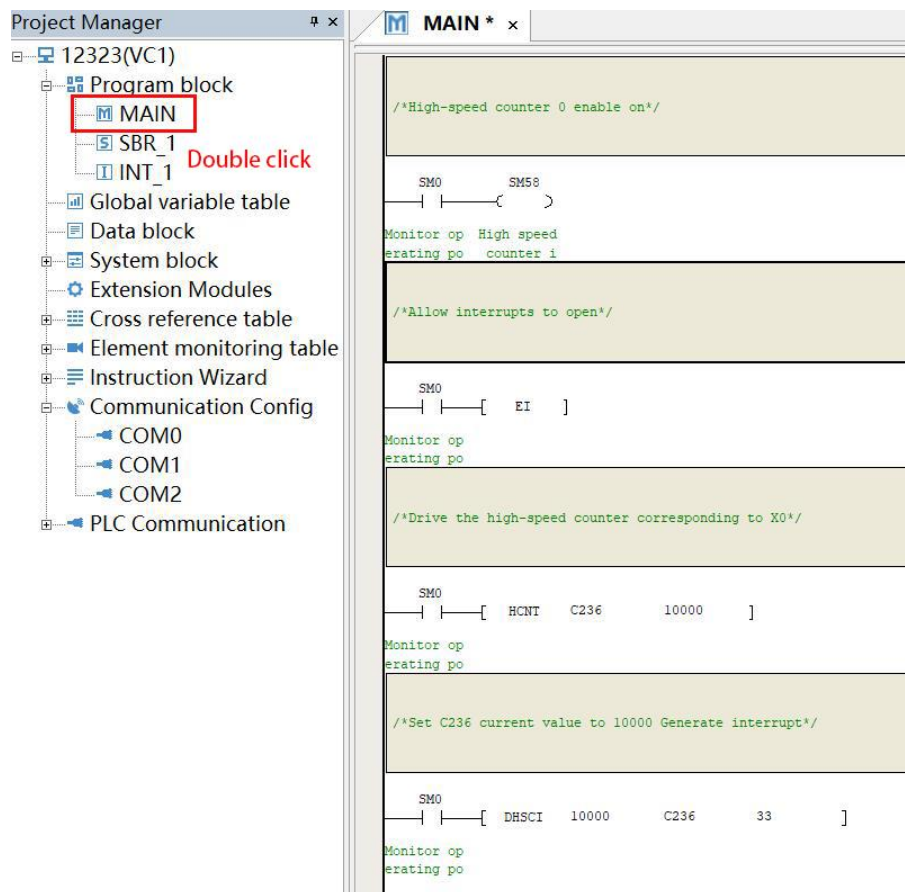 Project Manager
MAIN *
12323(VC1)
Program block
MAIN
SBR_1
Double click
INT_1
Global variable table
Data block
System block
Extension Modules
Cross reference table
Element monitoring table
Instruction Wizard
Communication Config
COM0
COM1
COM2
PLC Communication
/*High-speed counter 0 enable on*/
SM0 SM58
Monitor op High speed
erating po counter i
/*Allow interrupts to open*/
SM0
[ EI ]
Monitor op
erating po
/*Drive the high-speed counter corresponding to X0*/
SM0
[ HCNT C236 10000 ]
Monitor op
erating po
/*Set C236 current value to 10000 Generate interrupt*/
SM0
[ DHSCI 10000 C236 33 ]
Monitor op
erating po